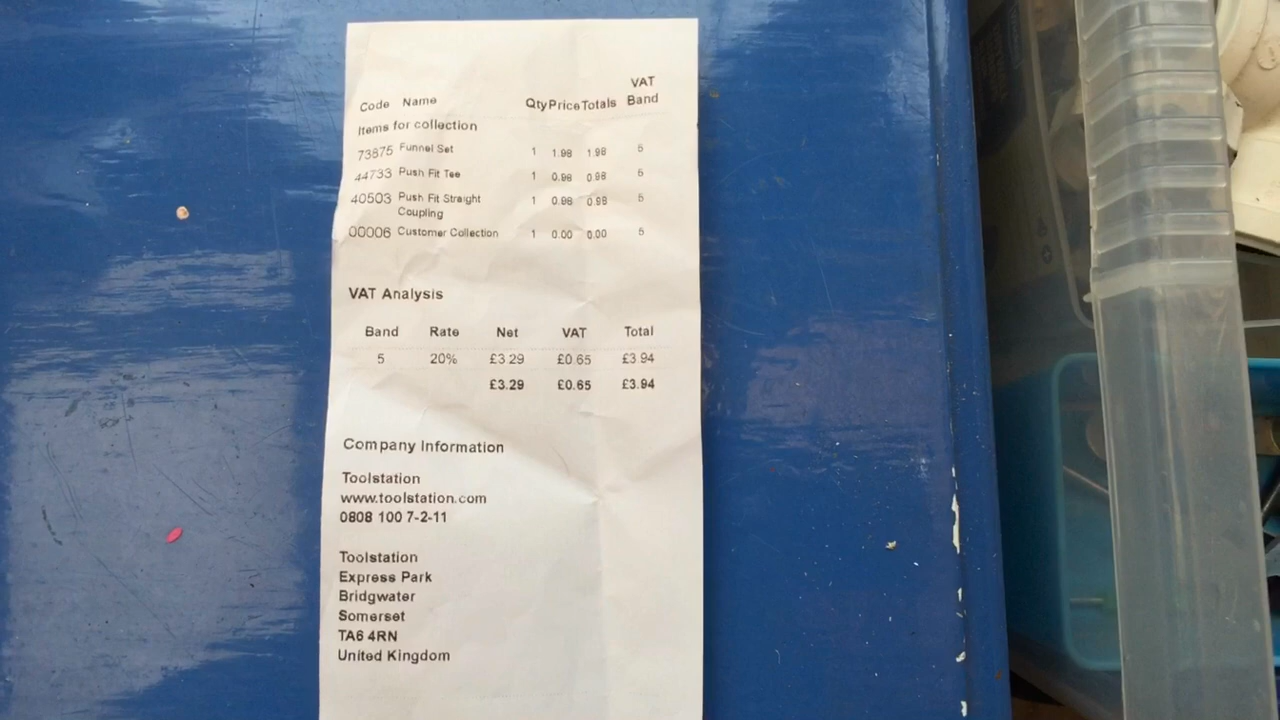 VAT
Code Name Qty Price Totals Band
Items for collection
73875 Funnel Set 1 1.98 1.98 5
44733 Push Fit Tee 1 0.98 0.98 5
40503 Push Fit Straight 1 0.98 0.98 5
Coupling
00006 Customer Collection 1 0.00 0.00 5
VAT Analysis
Band Rate Net VAT Total
5 20% £3.29 £0.65 £3.94
£3.29 £0.65 £3.94
Company Information
Toolstation
www.toolstation.com
0808 100 7-2-11
Toolstation
Express Park
Bridgwater
Somerset
TA6 4RN
United Kingdom